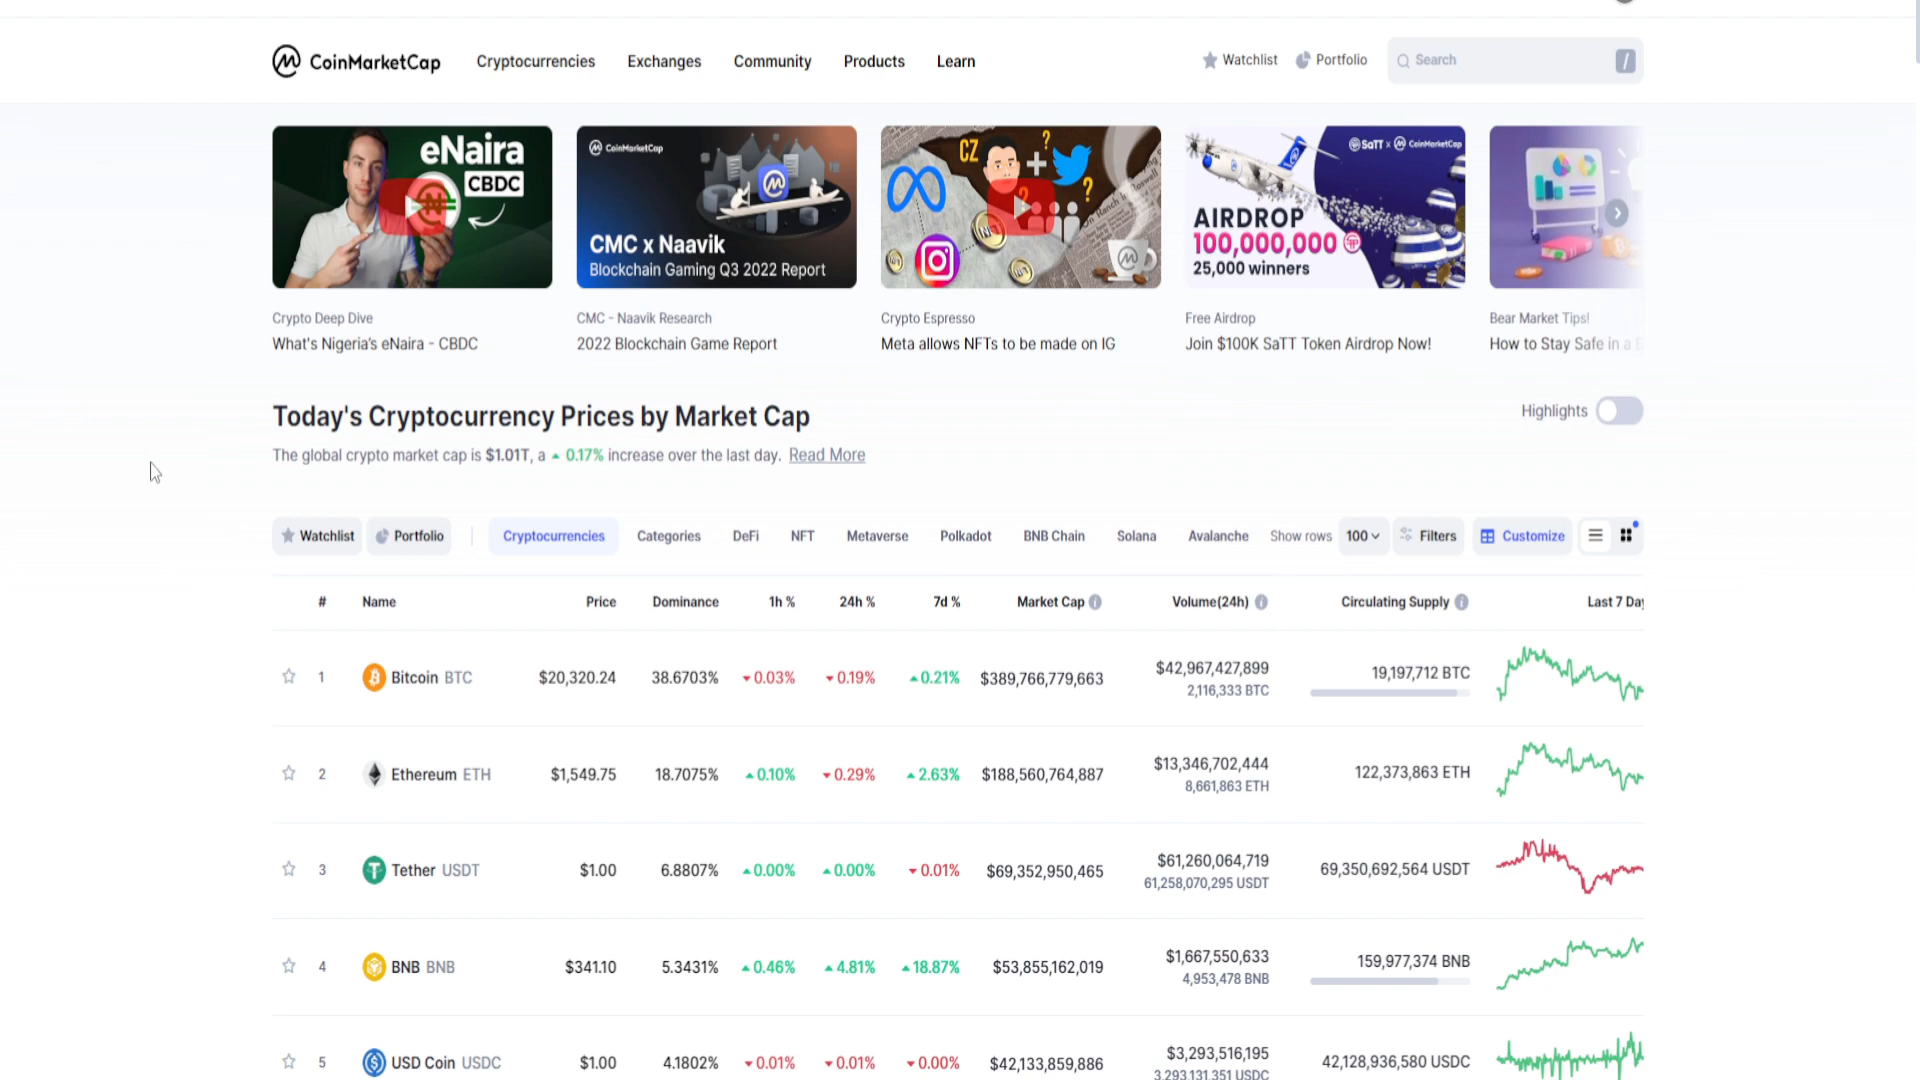 CoinMarketCap Cryptocurrencies Exchanges Community Products Learn Watchlist Portfolio Search /
eNaira
CBDC
CoinMarketCap
CMC x Naavik
Blockchain Gaming Q3 2022 Report
CZ
SaTT x CoinMarketCap
AIRDROP
100,000,000
25,000 winners
Crypto Deep Dive
What's Nigeria's eNaira - CBDC
CMC - Naavik Research
2022 Blockchain Game Report
Crypto Espresso
Meta allows NFTs to be made on IG
Free Airdrop
Join $100K SaTT Token Airdrop Now!
Bear Market Tips!
How to Stay Safe in a
Today's Cryptocurrency Prices by Market Cap
Highlights
The global crypto market cap is $1.01T, a 0.17% increase over the last day. Read More
Watchlist Portfolio Cryptocurrencies Categories DeFi NFT Metaverse Polkadot BNB Chain Solana Avalanche Show rows 100 Filters Customize
# Name Price Dominance 1h % 24h % 7d % Market Cap Volume(24h) Circulating Supply Last 7 Day
1 Bitcoin BTC $20,320.24 38.6703% 0.03% 0.19% 0.21% $389,766,779,663 $42,967,427,899 19,197,712 BTC
2,116,333 BTC
2 Ethereum ETH $1,549.75 18.7075% 0.10% 0.29% 2.63% $188,560,764,887 $13,346,702,444 122,373,863 ETH
8,661,863 ETH
3 Tether USDT $1.00 6.8807% 0.00% 0.00% 0.01% $69,352,950,465 $61,260,064,719 69,350,692,564 USDT
61,258,070,295 USDT
4 BNB BNB $341.10 5.3431% 0.46% 4.81% 18.87% $53,855,162,019 $1,667,550,633 159,977,374 BNB
4,953,478 BNB
5 USD Coin USDC $1.00 4.1802% 0.01% 0.01% 0.00% $42,133,859,886 $3,293,516,195 42,128,936,580 USDC
3,293,131,351 USDC